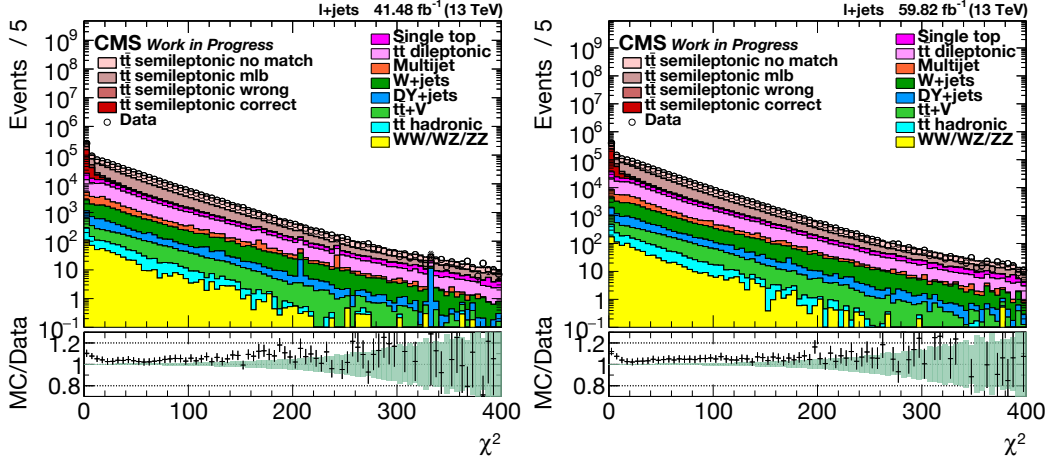 l+jets 41.48 fb⁻¹ (13 TeV)
Events / 5
CMS Work in Progress
tt̄ semileptonic no match
tt̄ semileptonic mlb
tt̄ semileptonic wrong
tt̄ semileptonic correct
Data
Single top
tt̄ dileptonic
Multijet
W+jets
DY+jets
tt̄+V
tt̄ hadronic
WW/WZ/ZZ
10⁹
10⁸
10⁷
10⁶
10⁵
10⁴
10³
10²
10
1
10⁻¹
MC/Data
1.2
1
0.8
0 100 200 300 400
χ²
l+jets 59.82 fb⁻¹ (13 TeV)
Events / 5
CMS Work in Progress
tt̄ semileptonic no match
tt̄ semileptonic mlb
tt̄ semileptonic wrong
tt̄ semileptonic correct
Data
Single top
tt̄ dileptonic
Multijet
W+jets
DY+jets
tt̄+V
tt̄ hadronic
WW/WZ/ZZ
10⁹
10⁸
10⁷
10⁶
10⁵
10⁴
10³
10²
10
1
10⁻¹
MC/Data
1.2
1
0.8
0 100 200 300 400
χ²